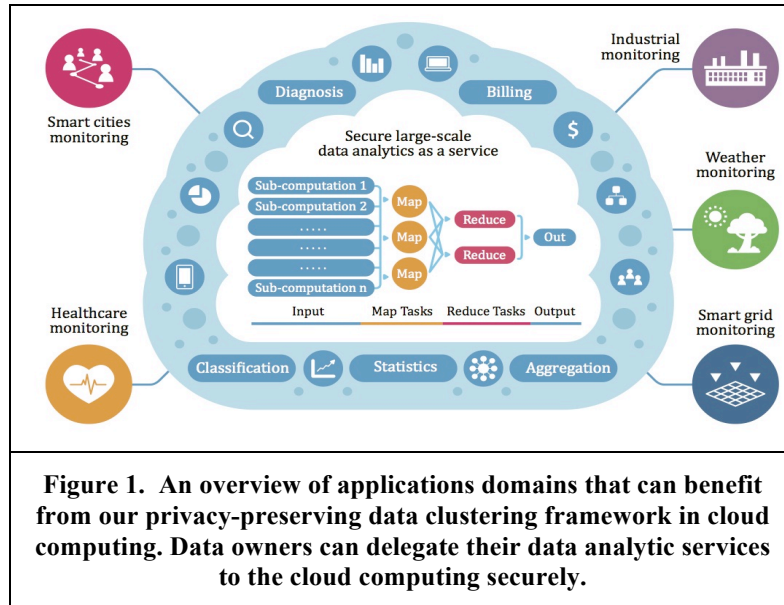 Smart cities
monitoring
Industrial
monitoring
Diagnosis
Billing
$
Secure large-scale
data analytics as a service
Weather
monitoring
Sub-computation 1
Sub-computation 2
. . . . .
. . . . .
. . . . .
Sub-computation n
Map
Map
Map
Reduce
Reduce
Out
Input
Map Tasks
Reduce Tasks
Output
Healthcare
monitoring
Smart grid
monitoring
Classification
Statistics
Aggregation
Figure 1. An overview of applications domains that can benefit
from our privacy-preserving data clustering framework in cloud
computing. Data owners can delegate their data analytic services
to the cloud computing securely.